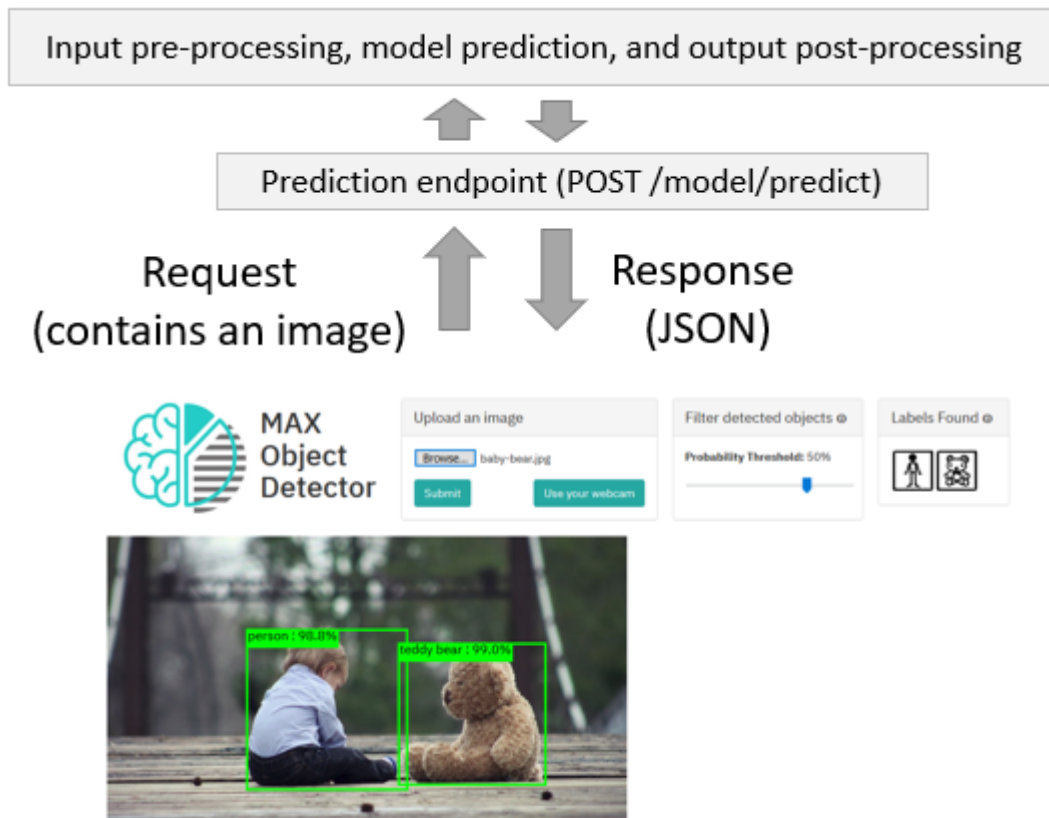 Input pre-processing, model prediction, and output post-processing
Prediction endpoint (POST /model/predict)
Request
(contains an image)
Response
(JSON)
MAX
Object
Detector
Upload an image
Browse... baby-bear.jpg
Submit
Use your webcam
Filter detected objects
Probability Threshold: 50%
Labels Found
person : 98.8%
teddy bear : 99.0%